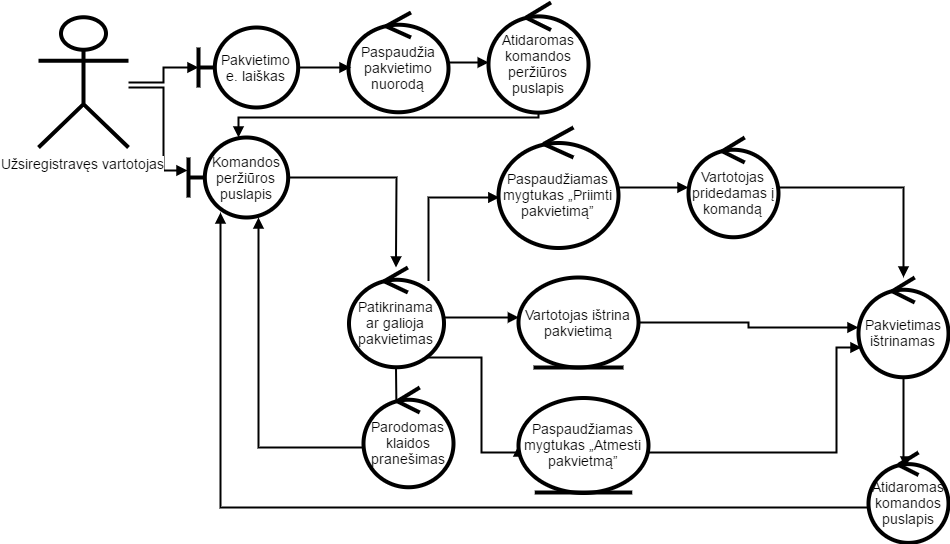 Užsiregistravęs vartotojas
Pakvietimo
e. laiškas
Paspaudžia
pakvietimo
nuorodą
Atidaromas
komandos
peržiūros
puslapis
Komandos
peržiūros
puslapis
Paspaudžiamas
mygtukas „Priimti
pakvietimą”
Vartotojas
pridedamas į
komandą
Patikrinama
ar galioja
pakvietimas
Vartotojas ištrina
pakvietimą
Pakvietimas
ištrinamas
Parodomas
klaidos
pranešimas
Paspaudžiamas
mygtukas „Atmesti
pakvietmą”
Atidaromas
komandos
puslapis